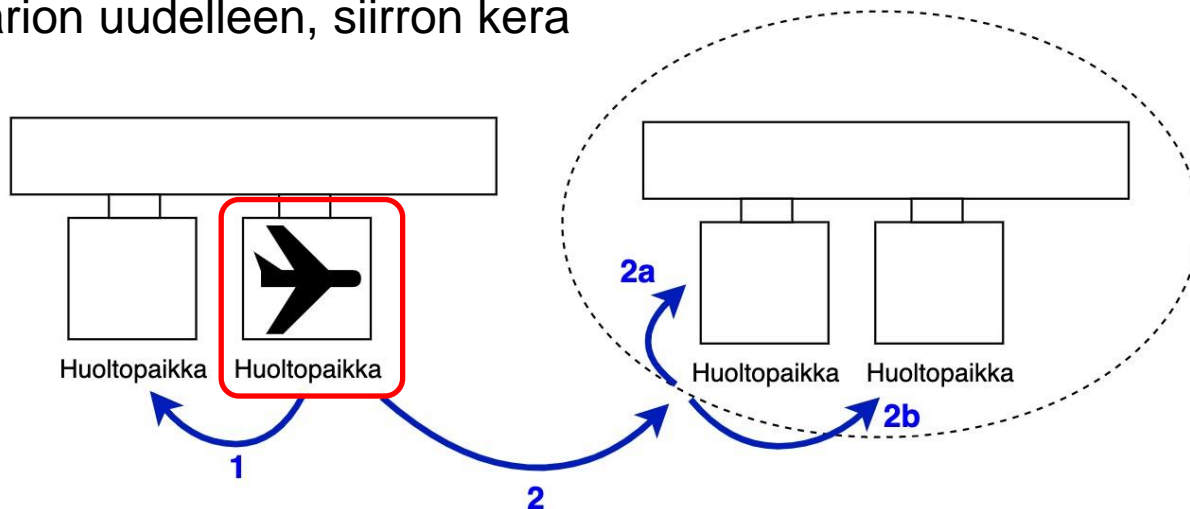 arion uudelleen, siirron kera
2a
Huoltopaikka Huoltopaikka Huoltopaikka Huoltopaikka
2b
1
2